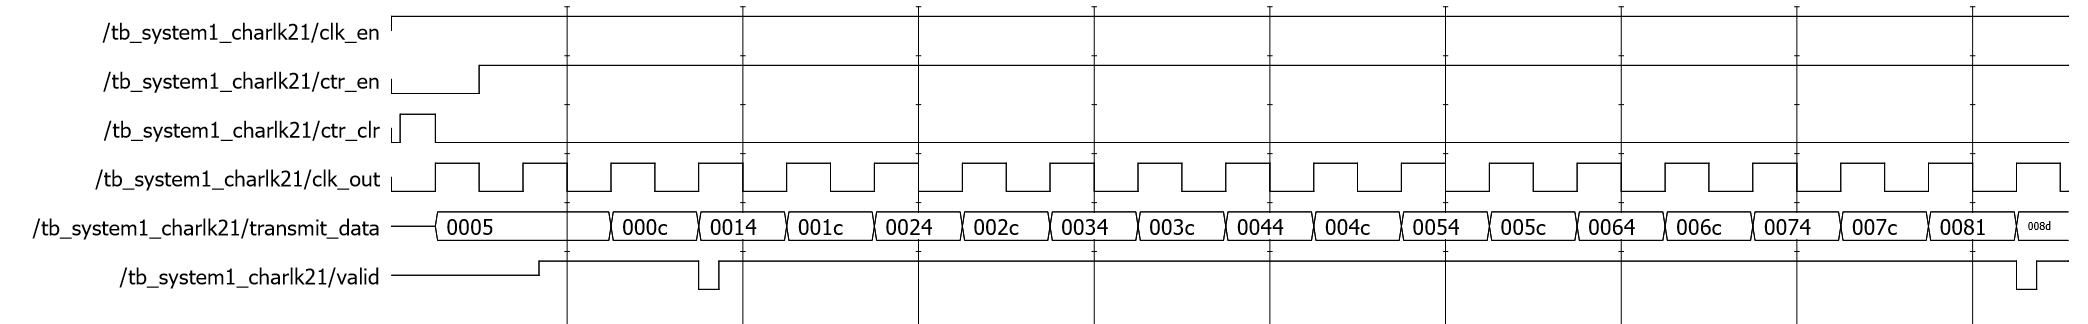 /tb_system1_charlk21/clk_en
/tb_system1_charlk21/ctr_en
/tb_system1_charlk21/ctr_clr
/tb_system1_charlk21/clk_out
/tb_system1_charlk21/transmit_data 0005 000c 0014 001c 0024 002c 0034 003c 0044 004c 0054 005c 0064 006c 0074 007c 0081 008d
/tb_system1_charlk21/valid